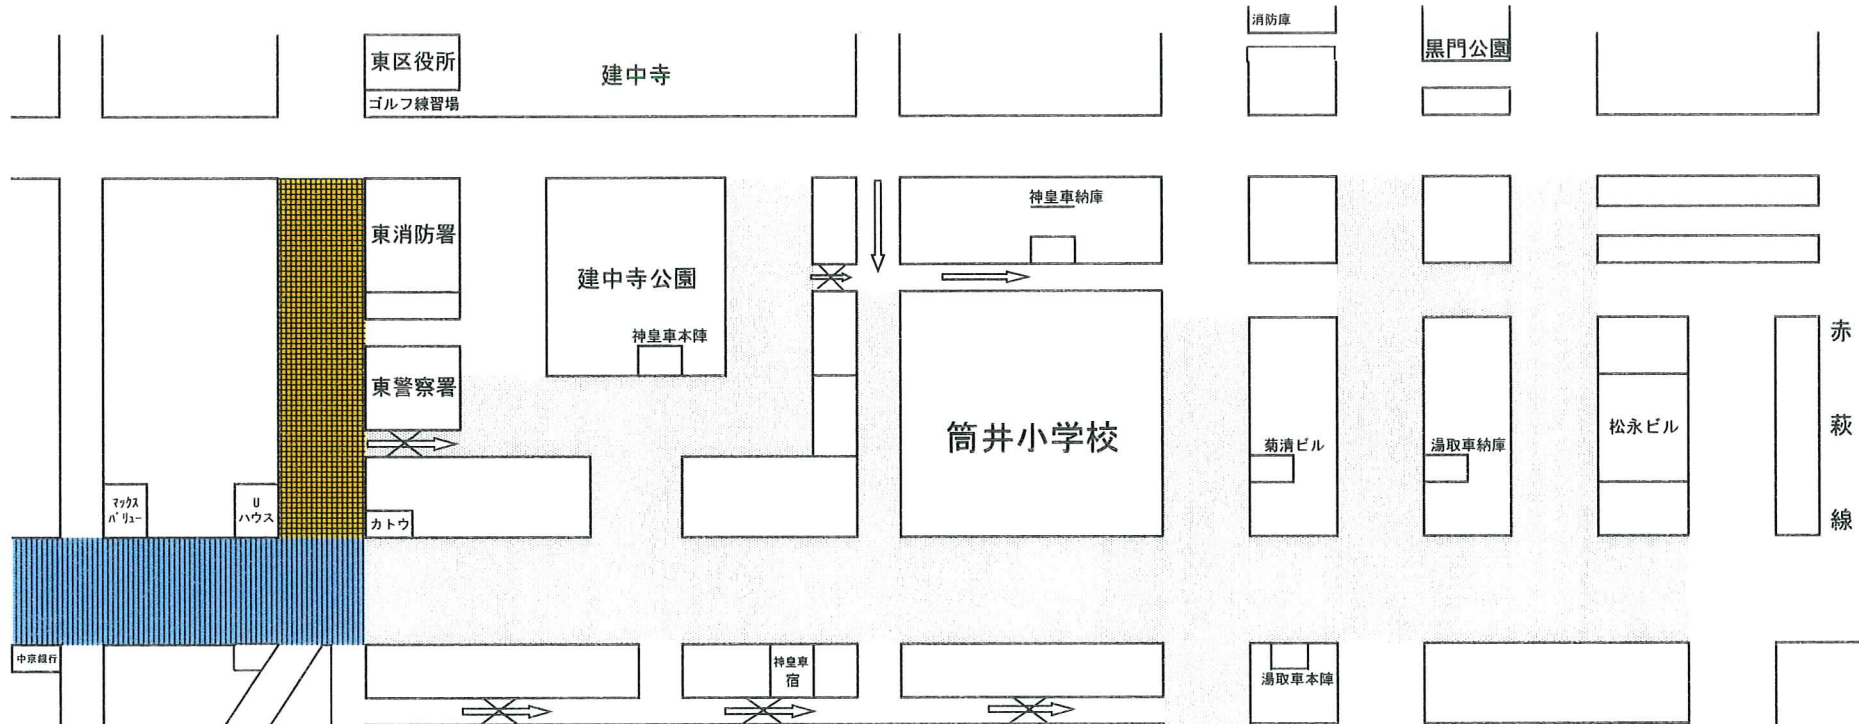 消防庫
東区役所
建中寺
黒門公園
ゴルフ練習場
神皇車納庫
東消防署
建中寺公園
神皇車本陣
赤
萩
線
東警察署
筒井小学校
松永ビル
菊清ビル
湯取車納庫
マックス
バリュー
U
ハウス
カトウ
中京銀行
神皇車
宿
湯取車本陣